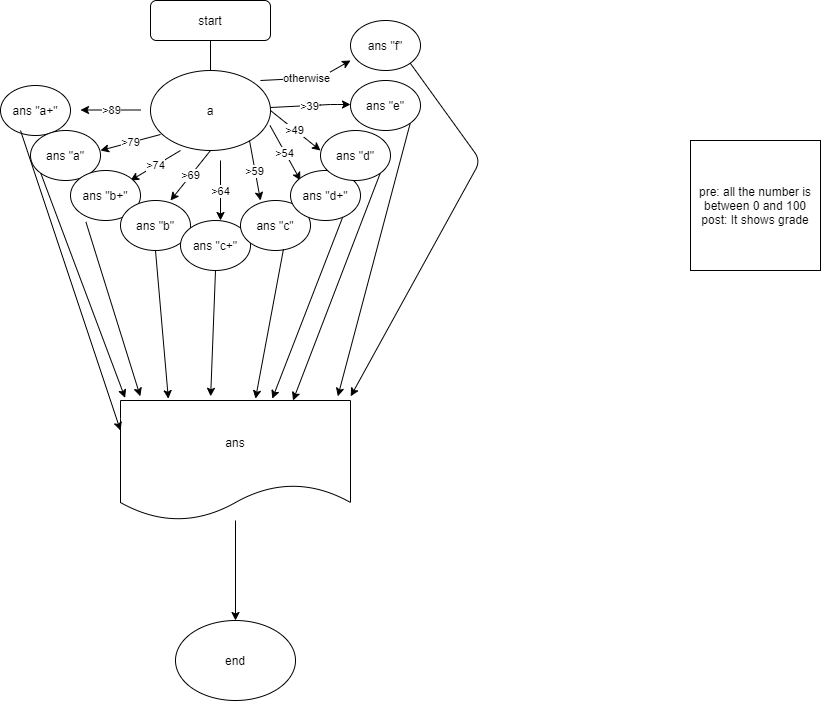 start
ans "f"
otherwise
ans "a+"
>89
a
>39
ans "e"
>79
>49
ans "a"
>74
>54
ans "d"
>69
>59
>64
ans "b+"
ans "d+"
ans "b"
ans "c"
ans "c+"
pre: all the number is
between 0 and 100
post: It shows grade
ans
end